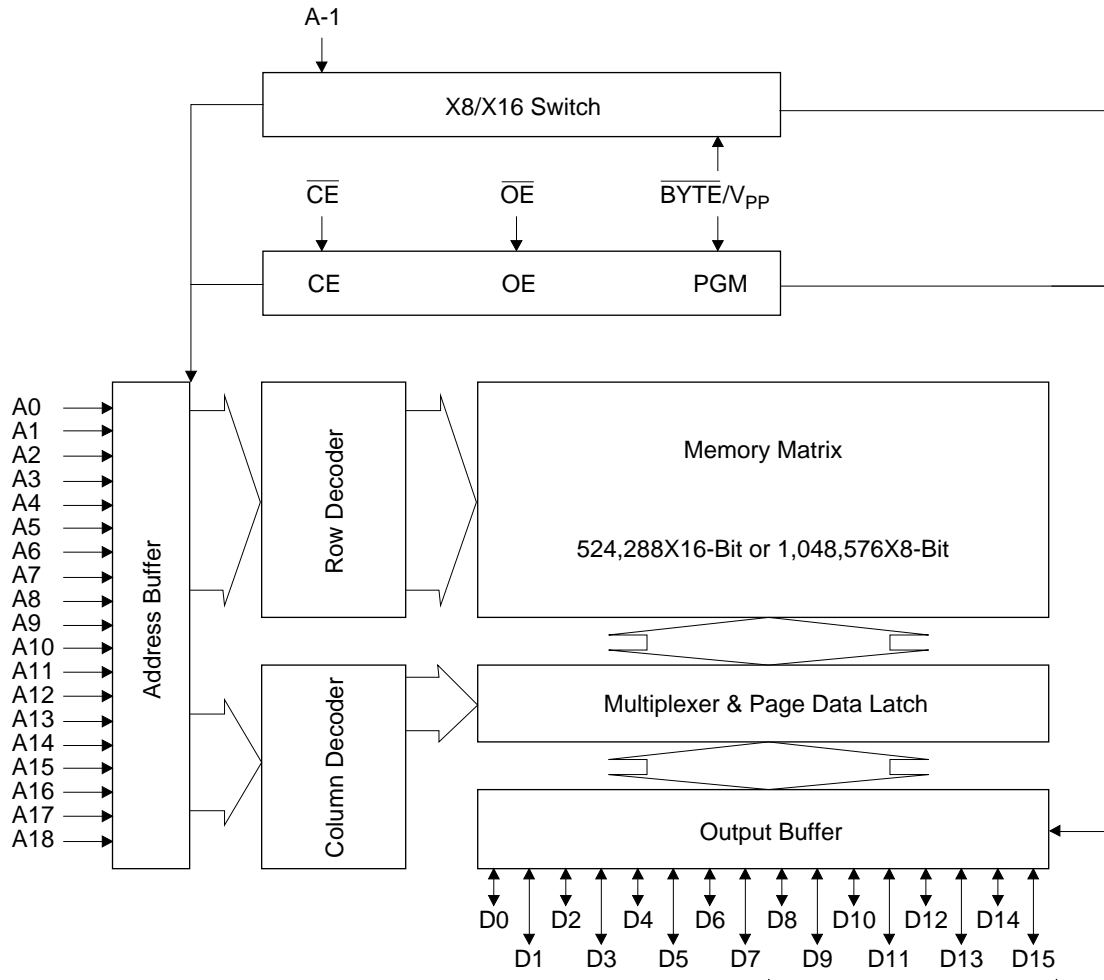 A-1
X8/X16 Switch
CE OE BYTE/VPP
CE OE PGM
A0
A1
A2
A3
A4
A5
A6
A7
A8
A9
A10
A11
A12
A13
A14
A15
A16
A17
A18
Address Buffer
Row Decoder
Memory Matrix
524,288X16-Bit or 1,048,576X8-Bit
Column Decoder
Multiplexer & Page Data Latch
Output Buffer
D0 D2 D4 D6 D8 D10 D12 D14
D1 D3 D5 D7 D9 D11 D13 D15